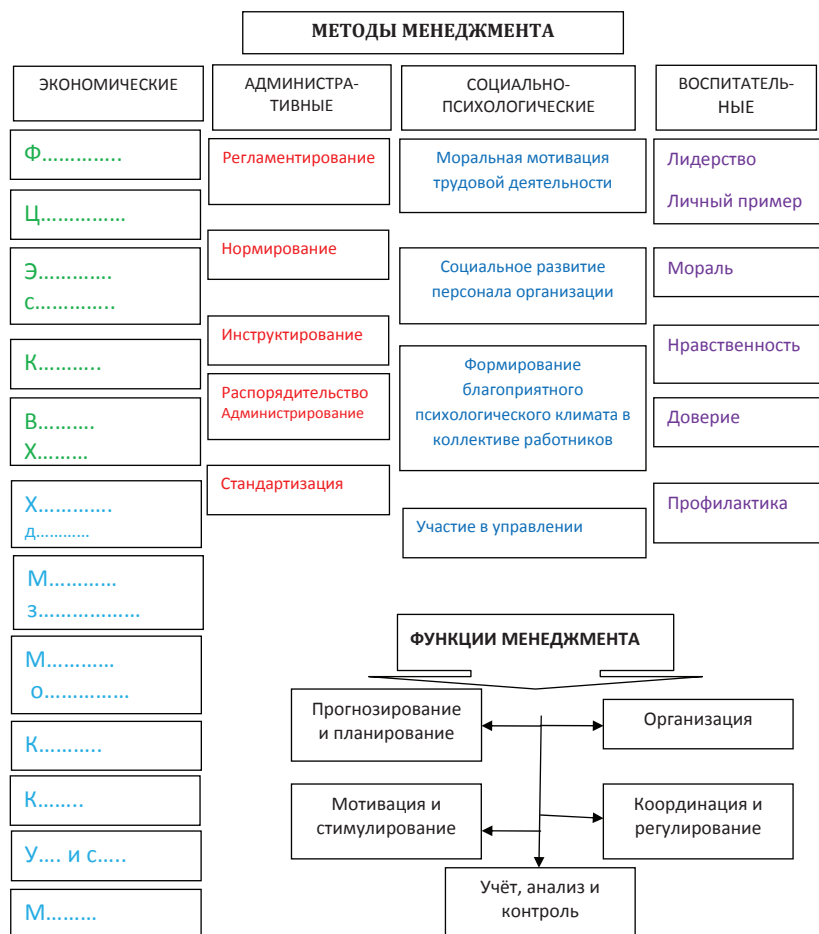 МЕТОДЫ МЕНЕДЖМЕНТА
ЭКОНОМИЧЕСКИЕ
Ф…………..
Ц……………
Э………….
с…………..
К………..
В……….
Х………
Х………….
д…………
М…………
з………………
М…………
о……………
К………..
К……..
У…. и с…..
М………
АДМИНИСТРА-
ТИВНЫЕ
Регламентирование
Нормирование
Инструктирование
Распорядительство
Администрирование
Стандартизация
СОЦИАЛЬНО-
ПСИХОЛОГИЧЕСКИЕ
Моральная мотивация
трудовой деятельности
Социальное развитие
персонала организации
Формирование
благоприятного
психологического климата в
коллективе работников
Участие в управлении
ВОСПИТАТЕЛЬ-
НЫЕ
Лидерство
Личный пример
Мораль
Нравственность
Доверие
Профилактика
ФУНКЦИИ МЕНЕДЖМЕНТА
Прогнозирование
и планирование
Организация
Мотивация и
стимулирование
Координация и
регулирование
Учёт, анализ и
контроль